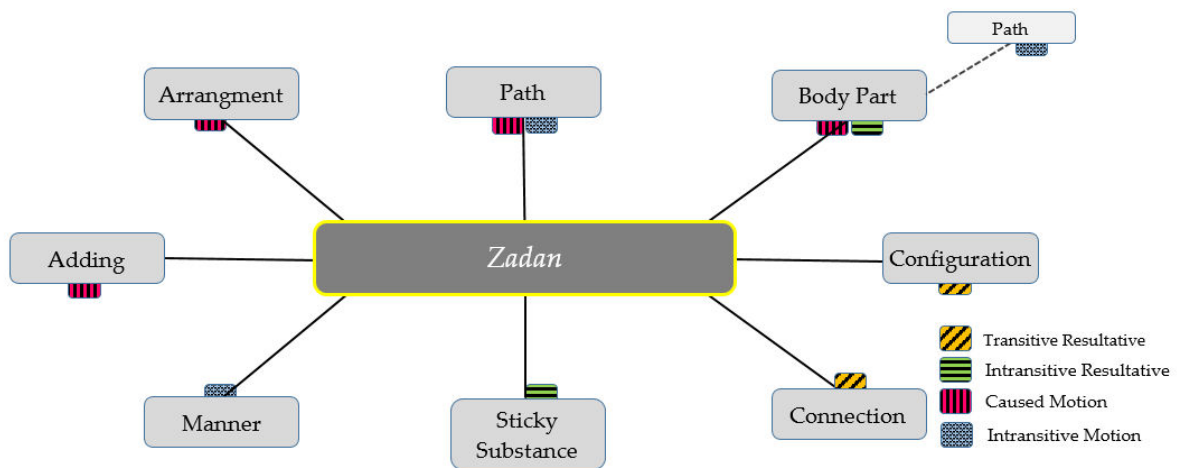 Path
Arrangment
Path
Body Part
Adding
Zadan
Configuration
Transitive Resultative
Intransitive Resultative
Caused Motion
Intransitive Motion
Manner
Sticky
Substance
Connection